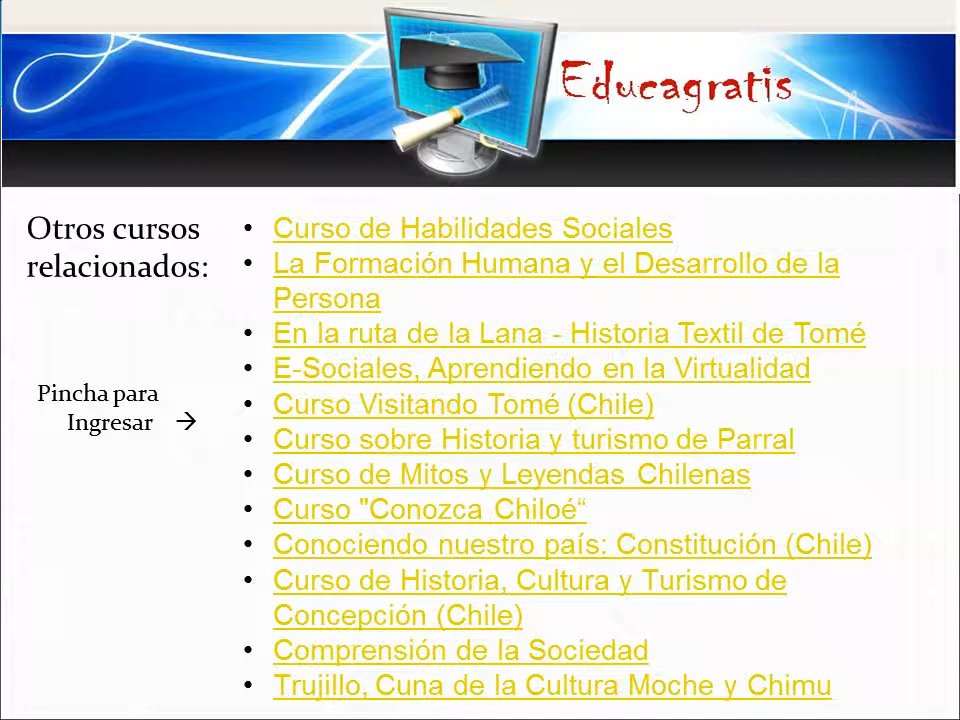 Educagratis
Otros cursos
relacionados:
Pincha para
Ingresar →
• Curso de Habilidades Sociales
• La Formación Humana y el Desarrollo de la
Persona
• En la ruta de la Lana - Historia Textil de Tomé
• E-Sociales, Aprendiendo en la Virtualidad
• Curso Visitando Tomé (Chile)
• Curso sobre Historia y turismo de Parral
• Curso de Mitos y Leyendas Chilenas
• Curso "Conozca Chiloé“
• Conociendo nuestro país: Constitución (Chile)
• Curso de Historia, Cultura y Turismo de
Concepción (Chile)
• Comprensión de la Sociedad
• Trujillo, Cuna de la Cultura Moche y Chimu